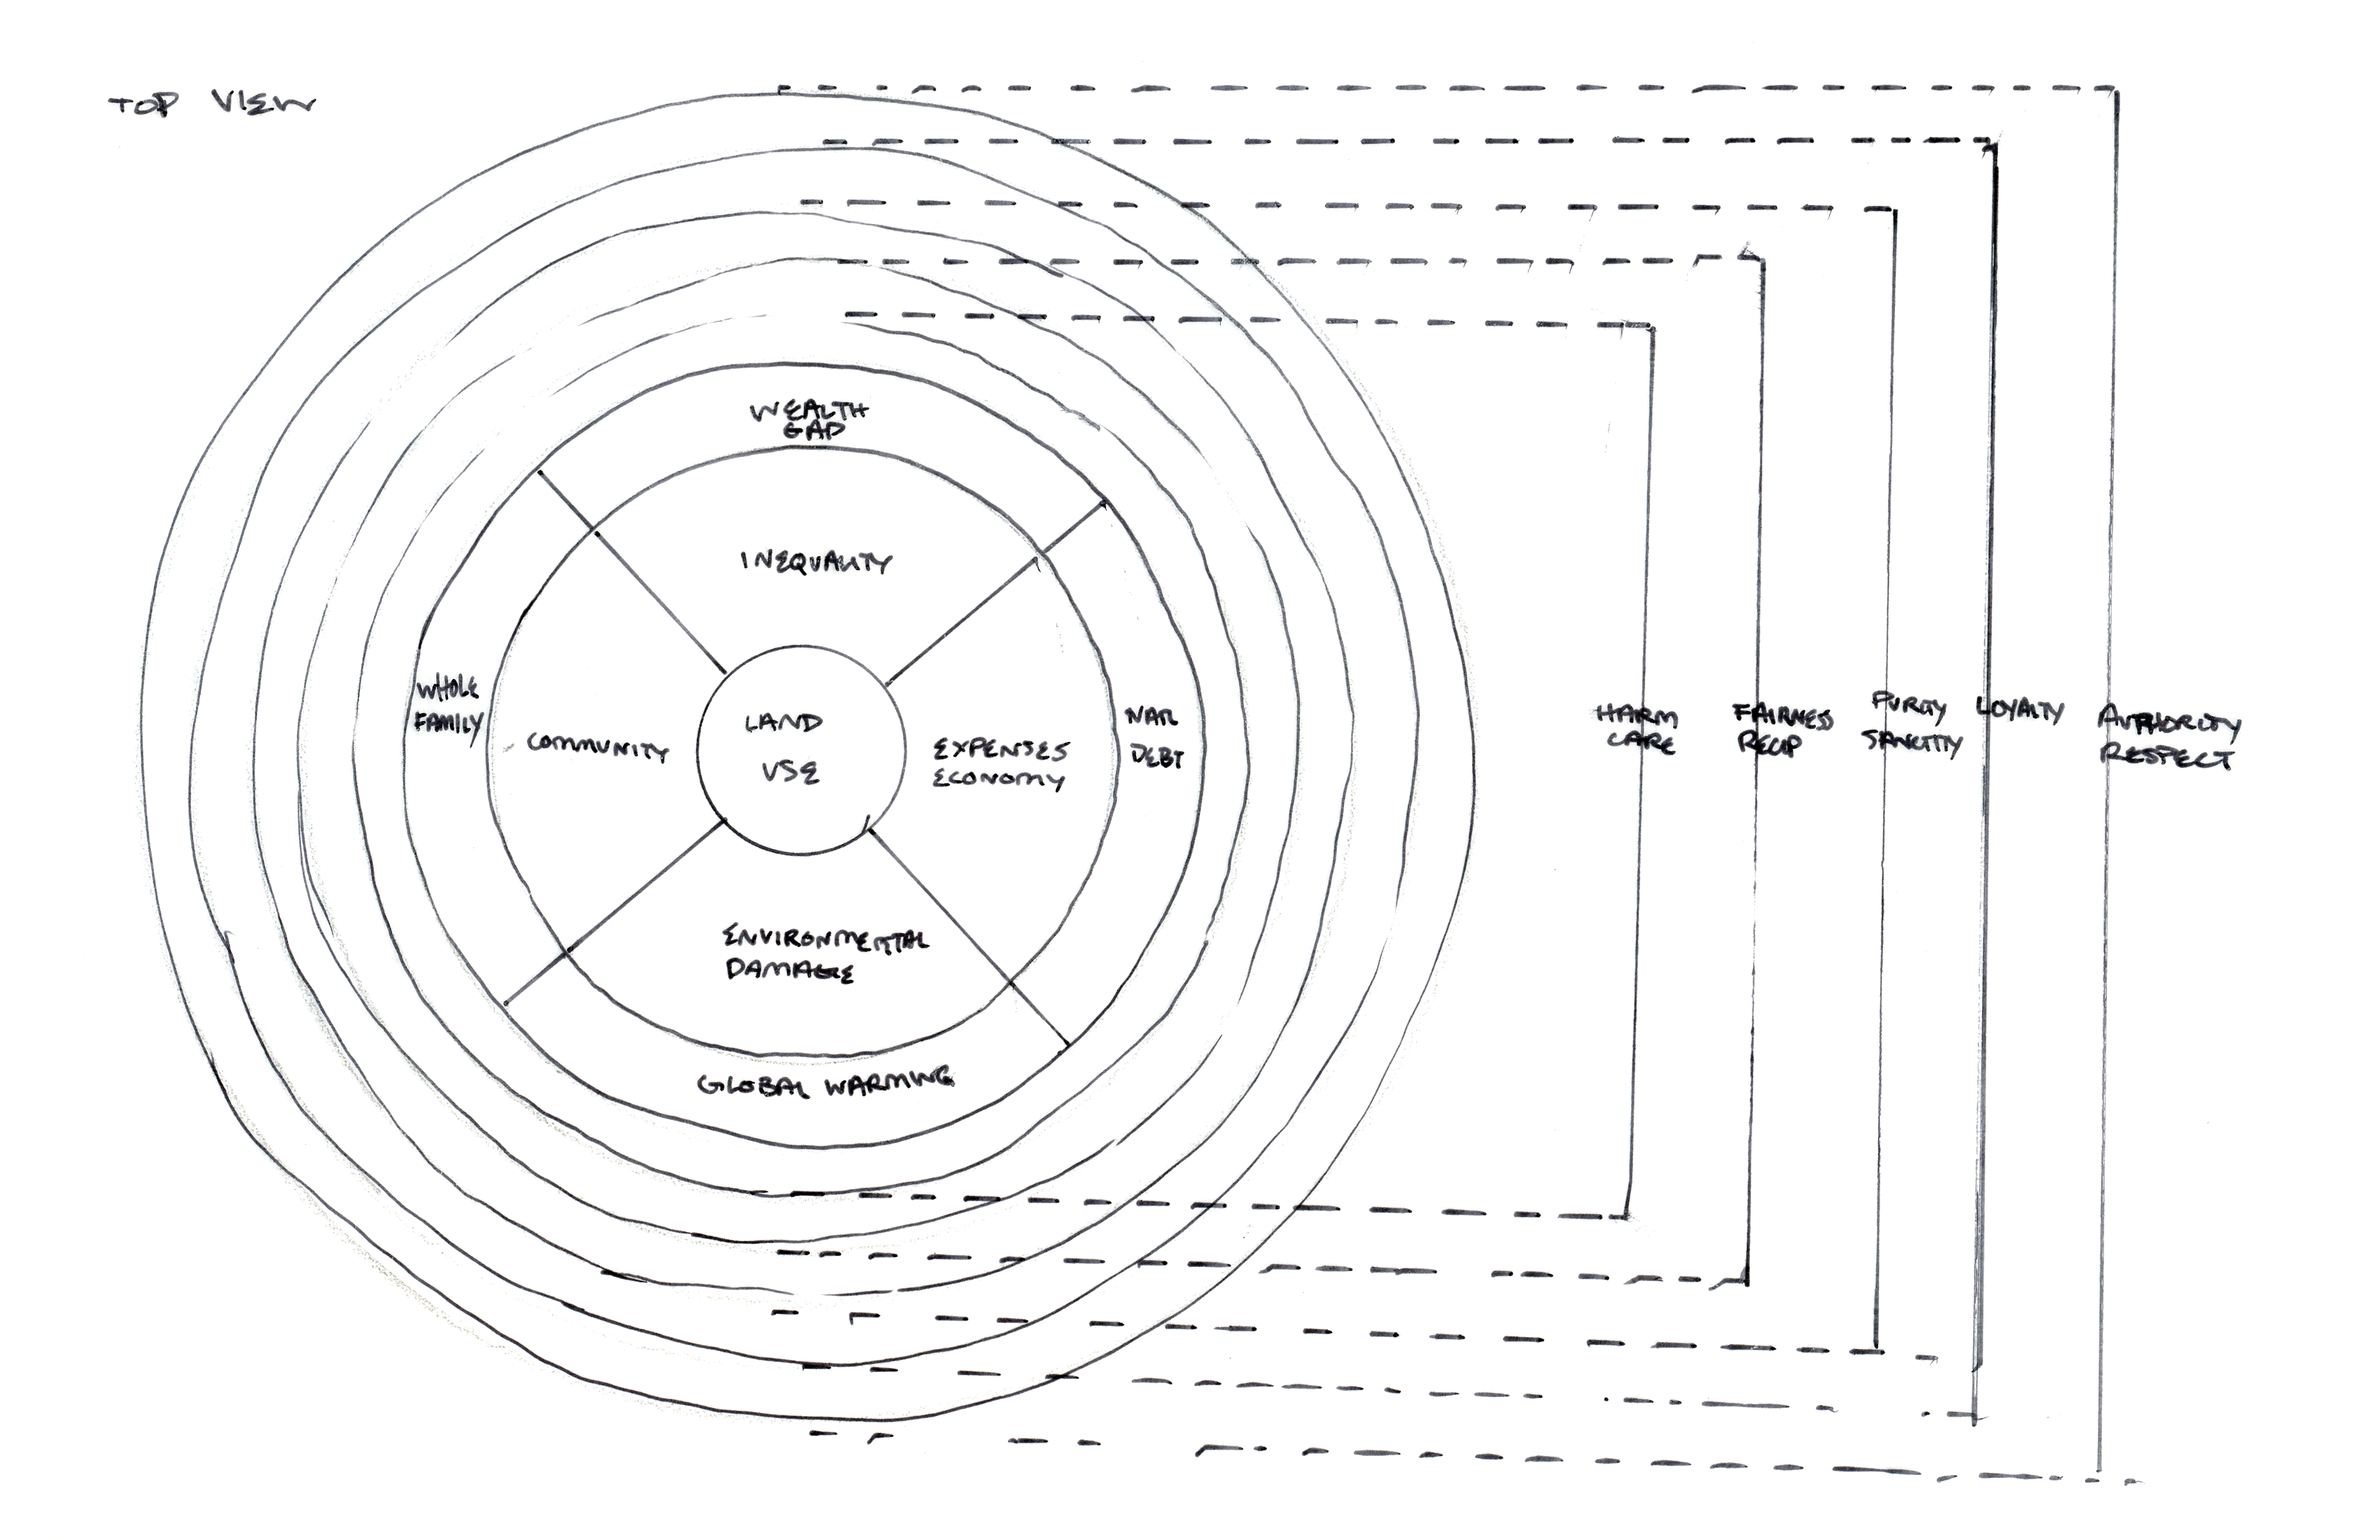 TOP VIEW
WEALTH
GAP
INEQUALITY
WHOLE
FAMILY
COMMUNITY
LAND
USE
EXPENSES
ECONOMY
DEBT
ENVIRONMENTAL
DAMAGE
GLOBAL WARMING
HARM
CARE
FAIRNESS
RECIP
PURITY
SANCTITY
LOYALTY
AUTHORITY
RESPECT